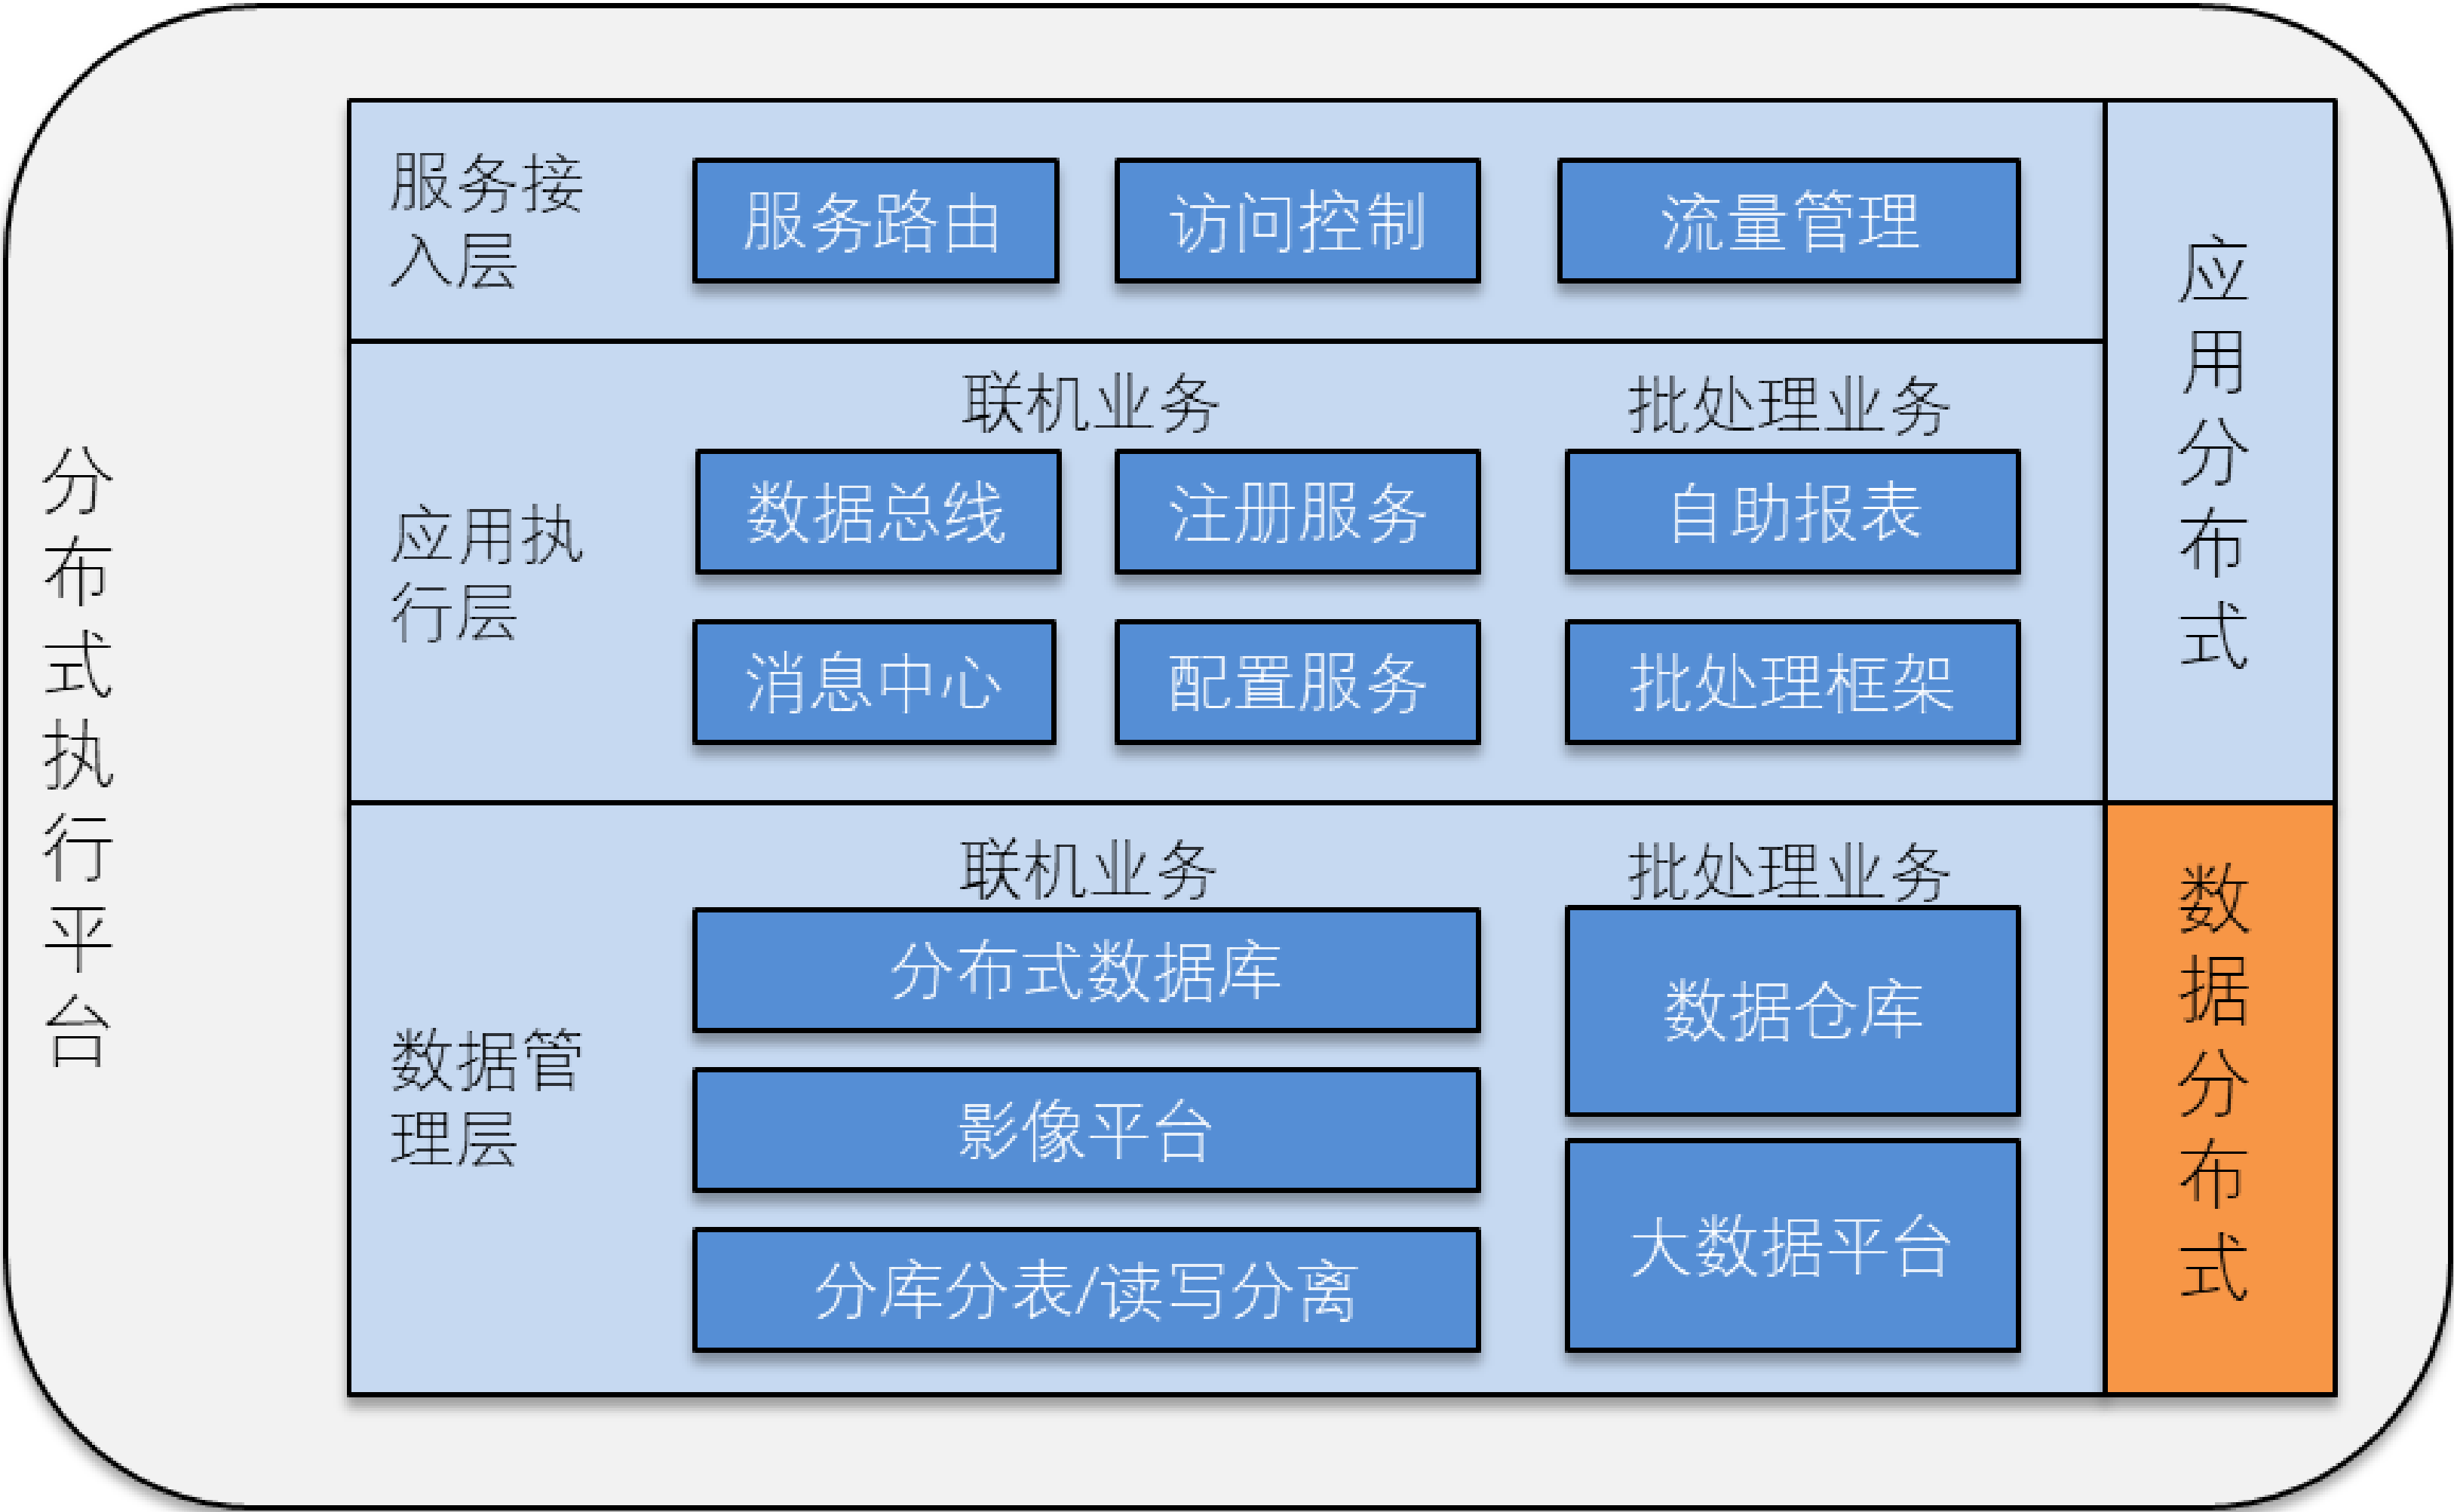 分布式执行平台
服务接
入层
服务路由
访问控制
流量管理
应用分布式
应用执
行层
联机业务
批处理业务
数据总线
注册服务
自助报表
消息中心
配置服务
批处理框架
数据管
理层
联机业务
批处理业务
分布式数据库
数据仓库
影像平台
大数据平台
分库分表/读写分离
数据分布式